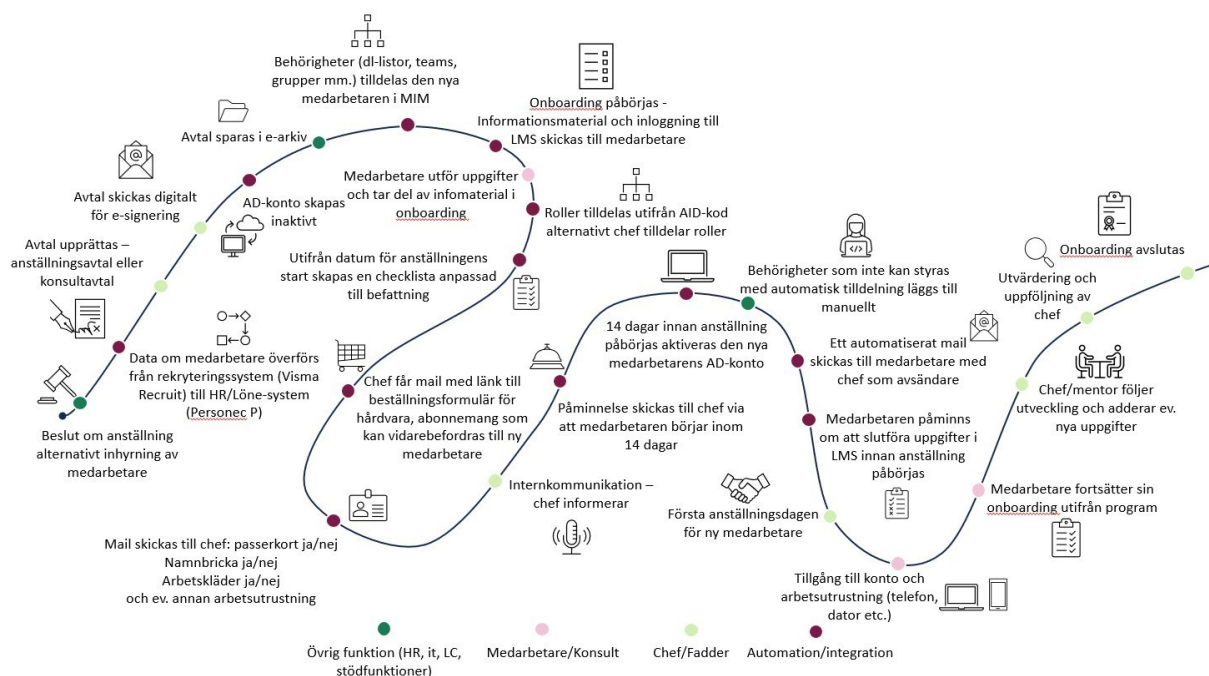 Beslut om anställning
alternativt inhyrning av
medarbetare
Avtal upprättas –
anställningsavtal eller
konsultavtal
Data om medarbetare överförs
från rekryteringssystem (Visma
Recruit) till HR/Löne-system
(Personec P)
Avtal skickas digitalt
för e-signering
AD-konto skapas
inaktivt
Avtal sparas i e-arkiv
Behörigheter (dl-listor, teams,
grupper mm.) tilldelas den nya
medarbetaren i MIM
Onboarding påbörjas -
Informationsmaterial och inloggning till
LMS skickas till medarbetare
Medarbetare utför uppgifter
och tar del av infomaterial i
onboarding
Roller tilldelas utifrån AID-kod
alternativt chef tilldelar roller
Utifrån datum för anställningens
start skapas en checklista anpassad
till befattning
Chef får mail med länk till
beställningsformulär för
hårdvara, abonnemang som
kan vidarebefordras till ny
medarbetare
Mail skickas till chef: passerkort ja/nej
Namnbricka ja/nej
Arbetskläder ja/nej
och ev. annan arbetsutrustning
Internkommunikation –
chef informerar
Påminnelse skickas till chef via
att medarbetaren börjar inom
14 dagar
14 dagar innan anställning
påbörjas aktiveras den nya
medarbetarens AD-konto
Behörigheter som inte kan styras
med automatisk tilldelning läggs till
manuellt
Ett automatiserat mail
skickas till medarbetare med
chef som avsändare
Medarbetaren påminns
om att slutföra uppgifter i
LMS innan anställning
påbörjas
Första anställningsdagen
för ny medarbetare
Tillgång till konto och
arbetsutrustning (telefon,
dator etc.)
Medarbetare fortsätter sin
onboarding utifrån program
Chef/mentor följer
utveckling och adderar ev.
nya uppgifter
Utvärdering och
uppföljning av
chef
Onboarding avslutas
Övrig funktion (HR, it, LC,
stödfunktioner)
Medarbetare/Konsult
Chef/Fadder
Automation/integration